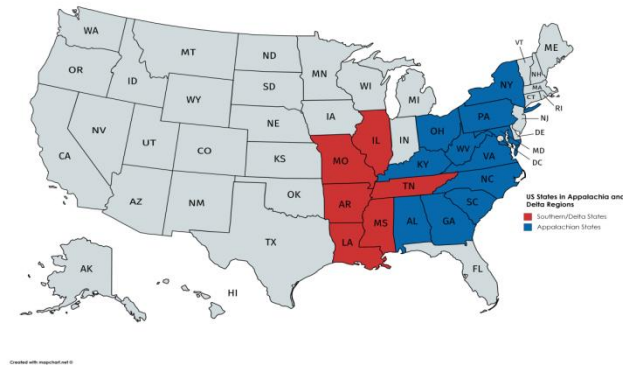 WA
MT
ND
MN
ME
VT
NH
MA
CT
RI
NY
OR
ID
SD
WI
MI
WY
IA
PA
NJ
NV
NE
IL
IN
OH
DE
MD
DC
UT
CO
KS
MO
KY
WV
VA
CA
NC
AZ
NM
OK
AR
TN
SC
MS
AL
GA
TX
LA
FL
AK
HI
US States in Appalachia and
Delta Regions
Southern/Delta States
Appalachian States
Created with mapchart.net ©